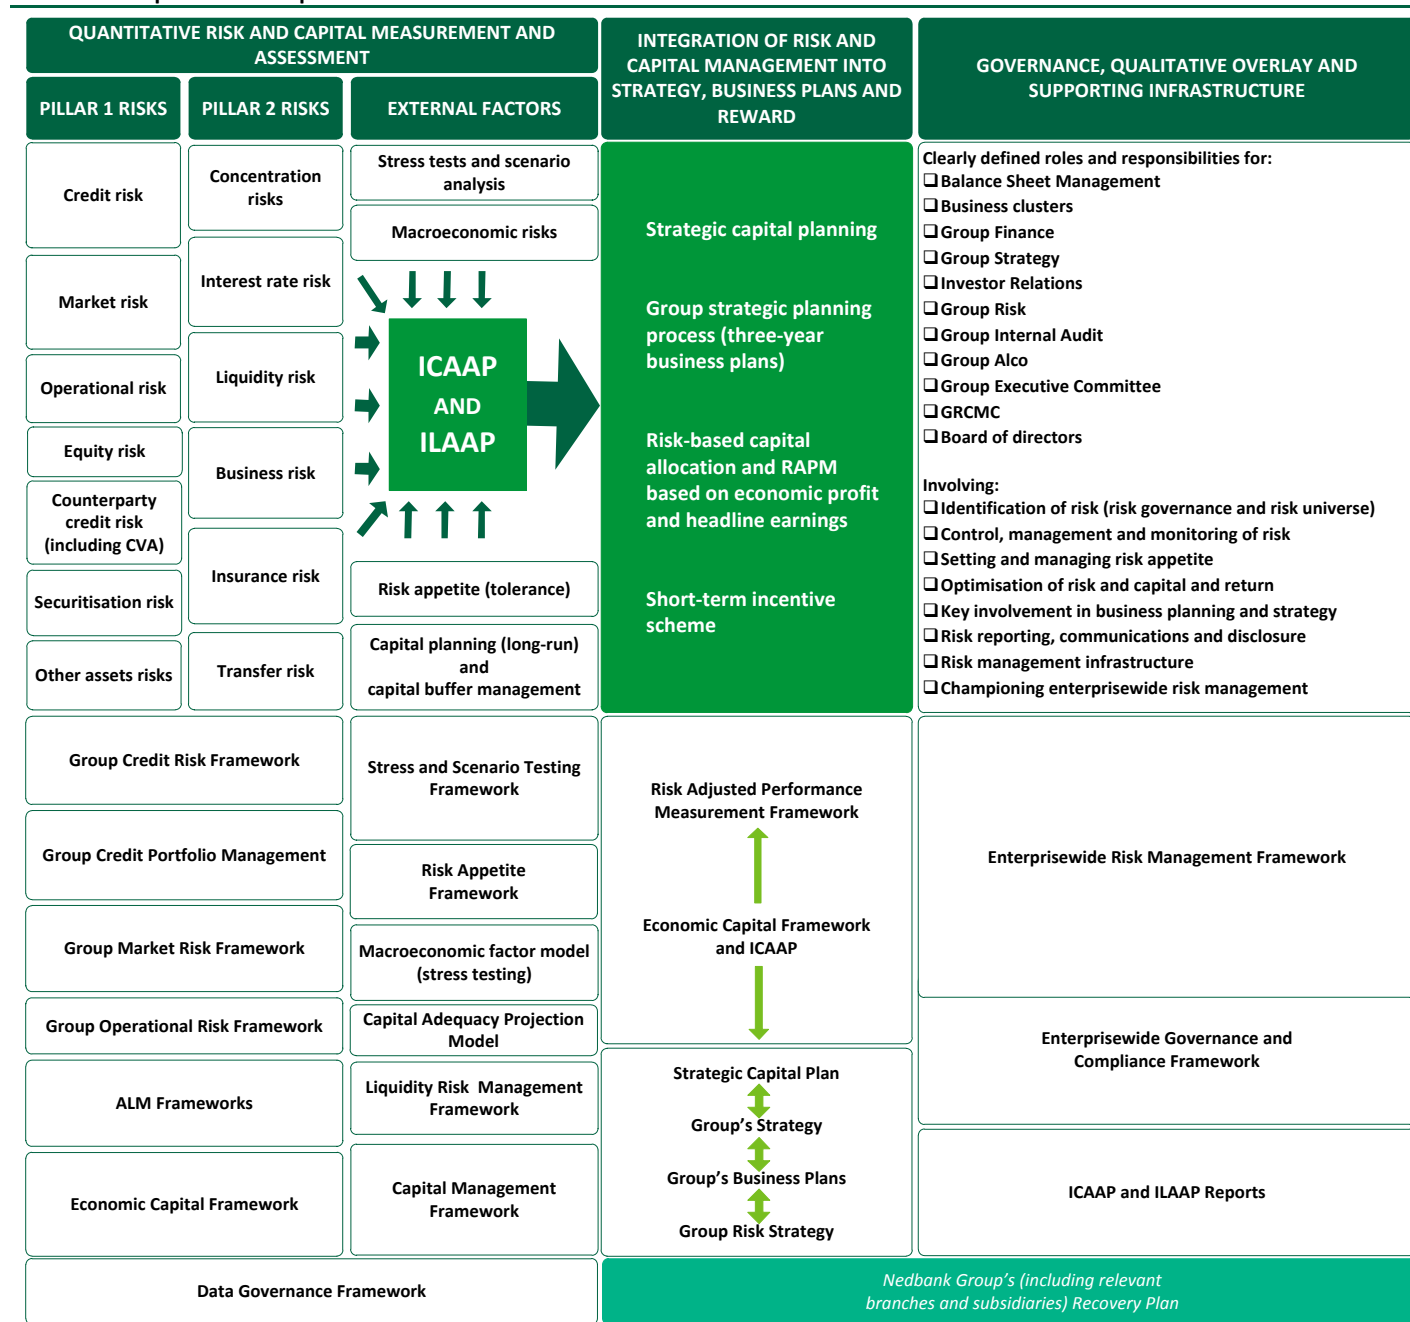 QUANTITATIVE RISK AND CAPITAL MEASUREMENT AND
ASSESSMENT
INTEGRATION OF RISK AND
CAPITAL MANAGEMENT INTO
STRATEGY, BUSINESS PLANS AND
REWARD
GOVERNANCE, QUALITATIVE OVERLAY AND
SUPPORTING INFRASTRUCTURE
PILLAR 1 RISKS
PILLAR 2 RISKS
EXTERNAL FACTORS
Credit risk
Market risk
Operational risk
Equity risk
Counterparty
credit risk
(including CVA)
Securitisation risk
Other assets risks
Concentration
risks
Interest rate risk
Liquidity risk
Business risk
Insurance risk
Transfer risk
Stress tests and scenario
analysis
Macroeconomic risks
ICAAP
AND
ILAAP
Risk appetite (tolerance)
Capital planning (long-run)
and
capital buffer management
Strategic capital planning
Group strategic planning
process (three-year
business plans)
Risk-based capital
allocation and RAPM
based on economic profit
and headline earnings
Short-term incentive
scheme
Clearly defined roles and responsibilities for:
❑Balance Sheet Management
❑Business clusters
❑Group Finance
❑Group Strategy
❑Investor Relations
❑Group Risk
❑Group Internal Audit
❑Group Alco
❑Group Executive Committee
❑GRCMC
❑Board of directors
Involving:
❑Identification of risk (risk governance and risk universe)
❑Control, management and monitoring of risk
❑Setting and managing risk appetite
❑Optimisation of risk and capital and return
❑Key involvement in business planning and strategy
❑Risk reporting, communications and disclosure
❑Risk management infrastructure
❑Championing enterprisewide risk management
Group Credit Risk Framework
Group Credit Portfolio Management
Group Market Risk Framework
Group Operational Risk Framework
ALM Frameworks
Economic Capital Framework
Stress and Scenario Testing
Framework
Risk Appetite
Framework
Macroeconomic factor model
(stress testing)
Capital Adequacy Projection
Model
Liquidity Risk Management
Framework
Capital Management
Framework
Risk Adjusted Performance
Measurement Framework
Economic Capital Framework
and ICAAP
Strategic Capital Plan
Group's Strategy
Group's Business Plans
Group Risk Strategy
Enterprisewide Risk Management Framework
Enterprisewide Governance and
Compliance Framework
ICAAP and ILAAP Reports
Data Governance Framework
Nedbank Group's (including relevant
branches and subsidiaries) Recovery Plan